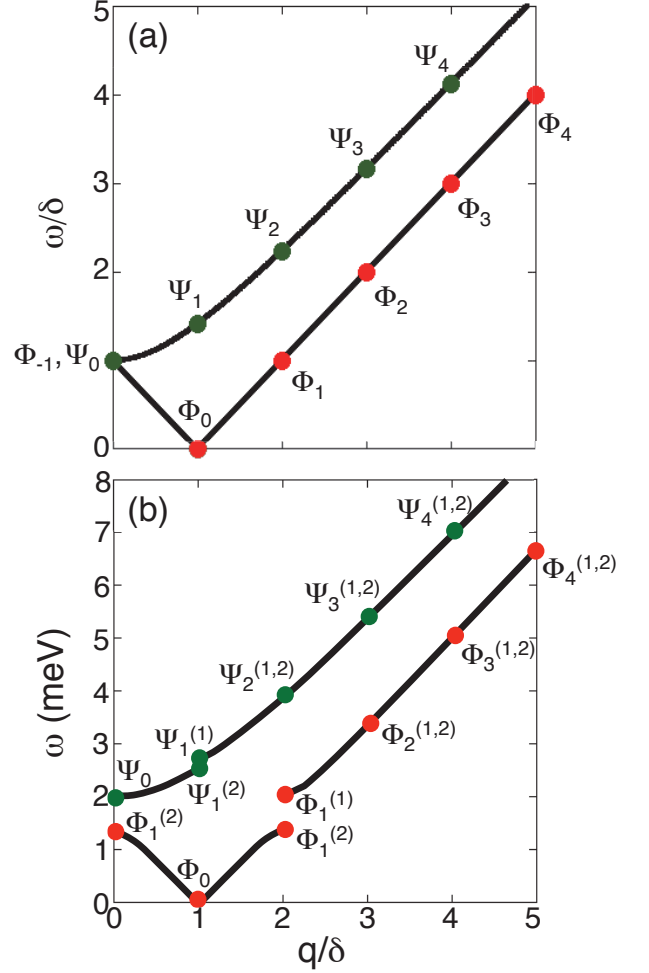 (a)
5
4
3
2
1
0
ω/δ
Ψ4
Ψ3
Ψ2
Ψ1
Φ-1,Ψ0
Φ0
Φ1
Φ2
Φ3
Φ4
(b)
8
7
6
5
4
3
2
1
0
ω (meV)
Ψ4(1,2)
Ψ3(1,2)
Ψ2(1,2)
Ψ1(1)
Ψ1(2)
Ψ0
Φ1(2)
Φ0
Φ1(1)
Φ1(2)
Φ2(1,2)
Φ3(1,2)
Φ4(1,2)
0 1 2 3 4 5
q/δ